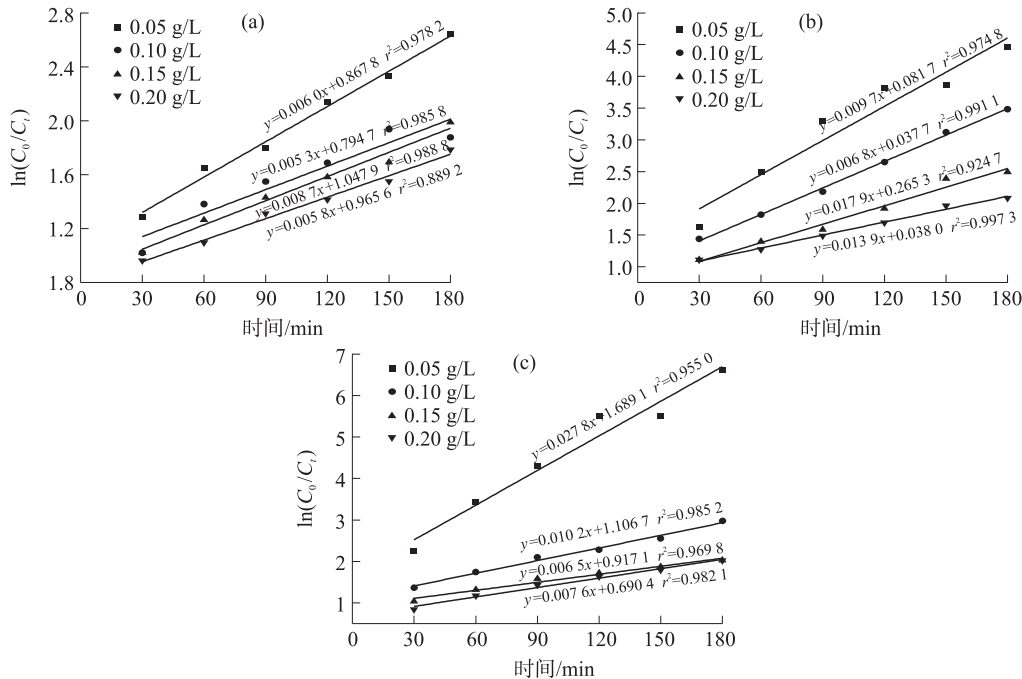 (a)
0.05 g/L
0.10 g/L
0.15 g/L
0.20 g/L
2.8
2.4
2.0
1.6
1.2
1.8
ln(C₀/Cₜ)
y=0.006 0x+0.867 8 r²=0.978 2
y=0.005 3x+0.794 7 r²=0.985 8
y=0.008 7x+1.047 9 r²=0.988 8
y=0.005 8x+0.965 6 r²=0.889 2
0 30 60 90 120 150 180
时间/min
(b)
0.05 g/L
0.10 g/L
0.15 g/L
0.20 g/L
5.0
4.5
4.0
3.5
3.0
2.5
2.0
1.5
1.0
ln(C₀/Cₜ)
y=0.009 7x+0.081 7 r²=0.974 8
y=0.006 8x+0.037 7 r²=0.991 1
y=0.017 9x+0.265 3 r²=0.924 7
y=0.013 9x+0.038 0 r²=0.997 3
0 30 60 90 120 150 180
时间/min
(c)
0.05 g/L
0.10 g/L
0.15 g/L
0.20 g/L
7
6
5
4
3
2
1
ln(C₀/Cₜ)
y=0.027 8x+1.689 1 r²=0.955 0
y=0.010 2x+1.106 7 r²=0.985 2
y=0.006 5x+0.917 1 r²=0.969 8
y=0.007 6x+0.690 4 r²=0.982 1
0 30 60 90 120 150 180
时间/min